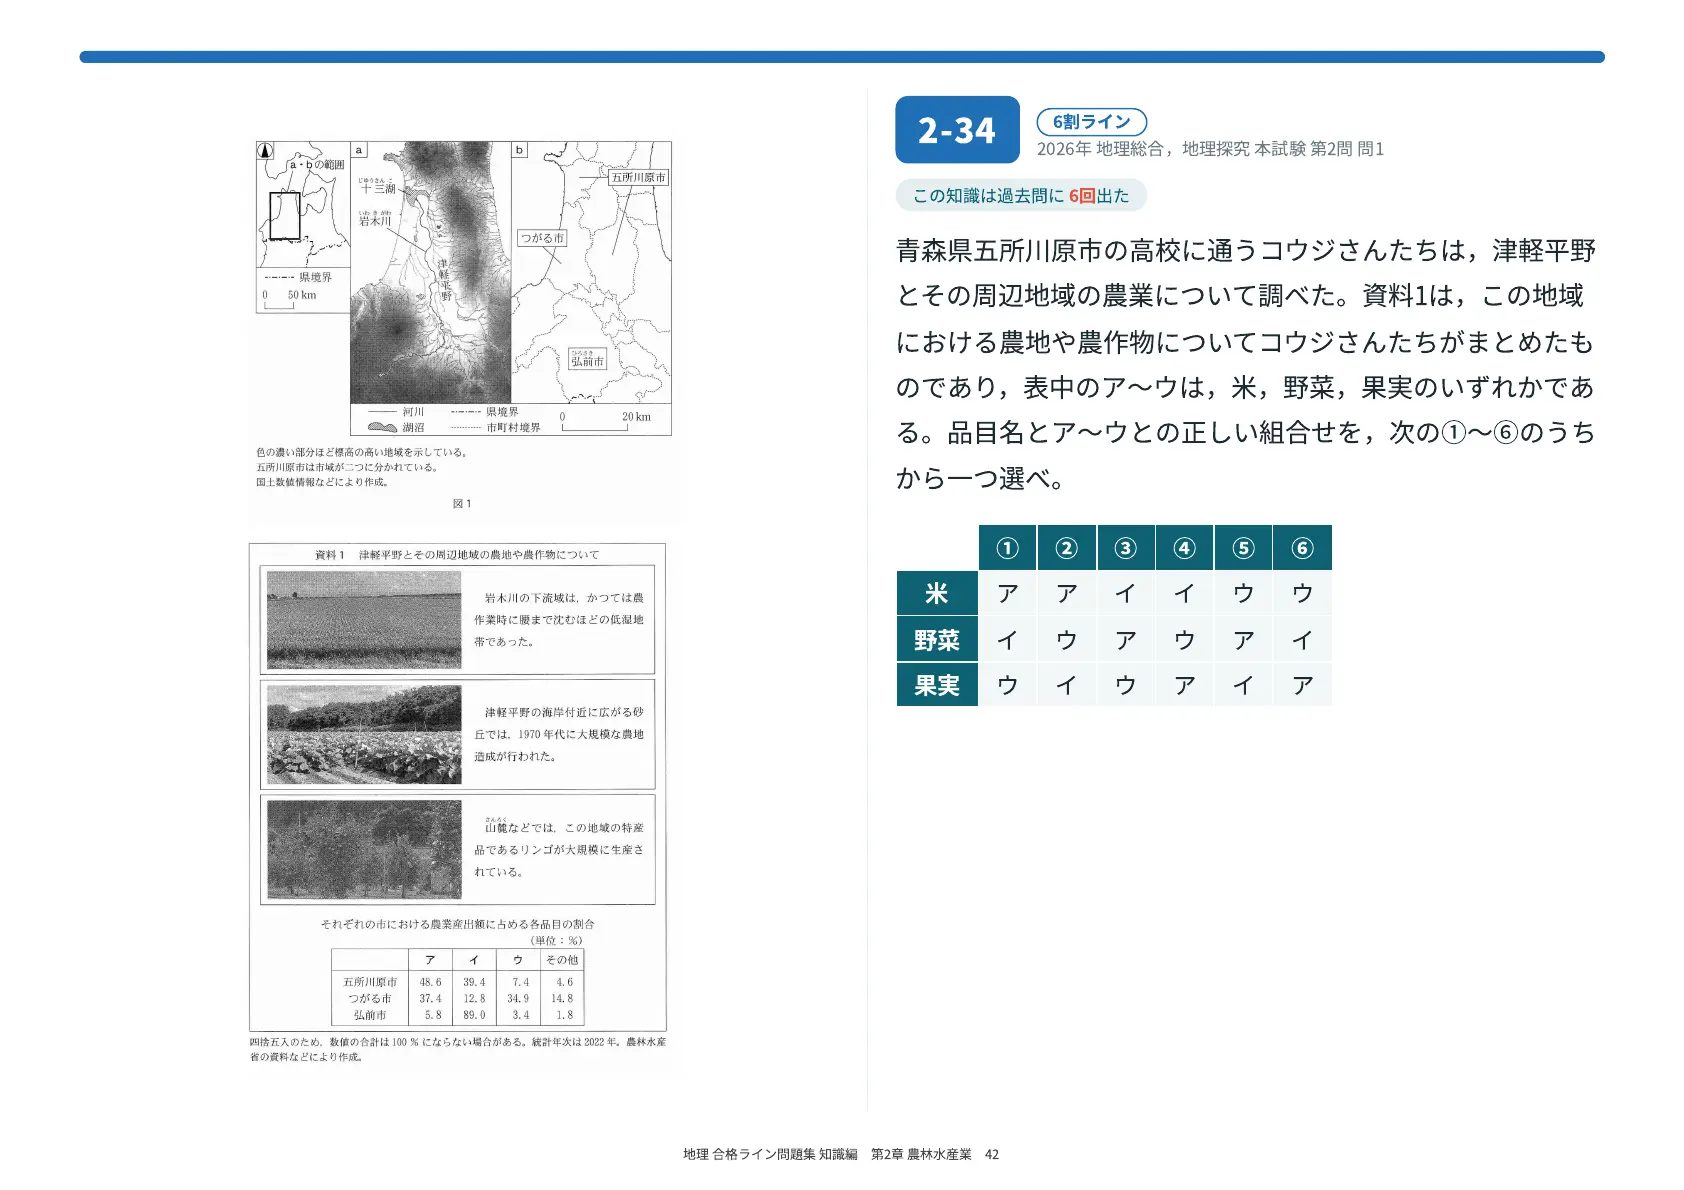 a・bの範囲
県境界
0 50 km
a
じゅうさん こ
十三湖
いわ き がわ
岩木川
津軽平野
b
五所川原市
つがる市
ひろさき
弘前市
河川 県境界
湖沼 市町村境界
0 20 km
色の濃い部分ほど標高の高い地域を示している。
五所川原市は市域が二つに分かれている。
国土数値情報などにより作成。
図1
資料1 津軽平野とその周辺地域の農地や農作物について
岩木川の下流域は,かつては農
作業時に腰まで沈むほどの低湿地
帯であった。
津軽平野の海岸付近に広がる砂
丘では,1970年代に大規模な農地
造成が行われた。
さんろく
山麓などでは,この地域の特産
品であるリンゴが大規模に生産さ
れている。
それぞれの市における農業産出額に占める各品目の割合
(単位:%)
ア イ ウ その他
五所川原市 48.6 39.4 7.4 4.6
つがる市 37.4 12.8 34.9 14.8
弘前市 5.8 89.0 3.4 1.8
四捨五入のため,数値の合計は100%にならない場合がある。統計年次は2022年。農林水産
省の資料などにより作成。
2-34
6割ライン
2026年 地理総合,地理探究 本試験 第2問 問1
この知識は過去問に 6回出た
青森県五所川原市の高校に通うコウジさんたちは,津軽平野
とその周辺地域の農業について調べた。資料1は,この地域
における農地や農作物についてコウジさんたちがまとめたも
のであり,表中のア〜ウは,米,野菜,果実のいずれかであ
る。品目名とア〜ウとの正しい組合せを,次の①〜⑥のうち
から一つ選べ。
① ② ③ ④ ⑤ ⑥
米 ア ア イ イ ウ ウ
野菜 イ ウ ア ウ ア イ
果実 ウ イ ウ ア イ ア
地理 合格ライン問題集 知識編 第2章 農林水産業 42